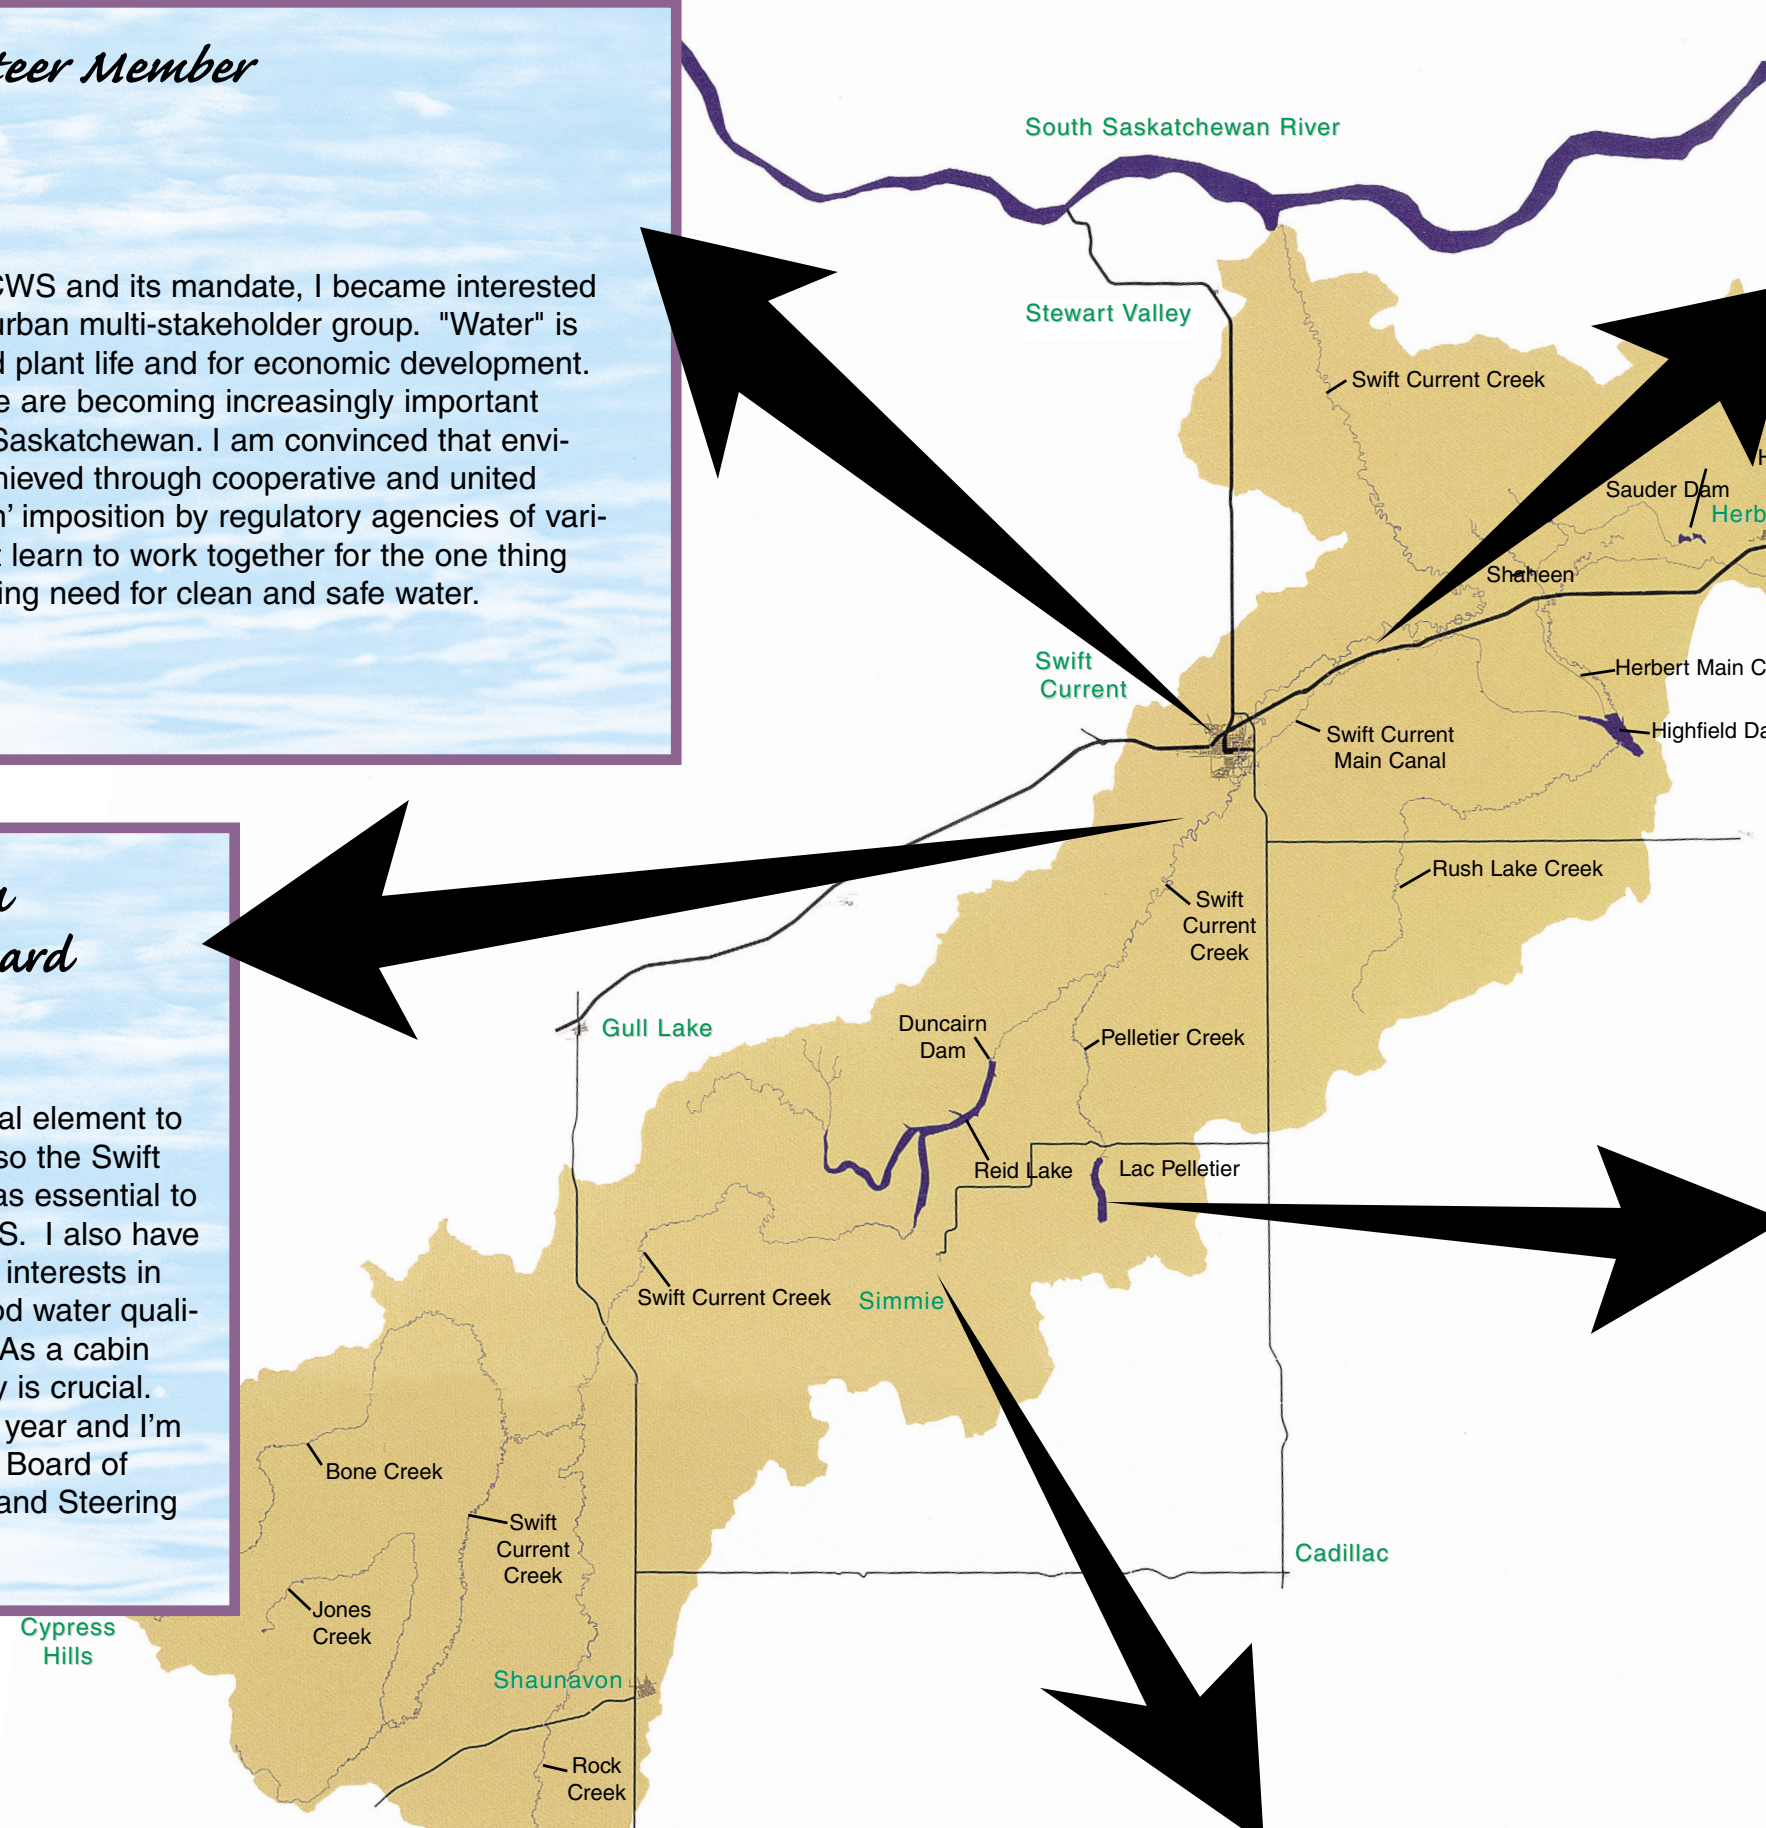 teer Member
CWS and its mandate, I became interested
urban multi-stakeholder group. "Water" is
d plant life and for economic development.
e are becoming increasingly important
Saskatchewan. I am convinced that envi-
hieved through cooperative and united
n' imposition by regulatory agencies of vari-
t learn to work together for the one thing
ing need for clean and safe water.
ard
al element to
so the Swift
as essential to
S. I also have
interests in
od water quali-
As a cabin
y is crucial.
year and I'm
Board of
and Steering
South Saskatchewan River
Stewart Valley
Swift Current Creek
Sauder Dam
Herb
Shaheen
Swift
Current
Herbert Main C
Swift Current
Main Canal
Highfield Da
Rush Lake Creek
Swift
Current
Creek
Gull Lake
Duncairn
Dam
Pelletier Creek
Reid Lake
Lac Pelletier
Swift Current Creek
Simmie
Bone Creek
Swift
Current
Creek
Cadillac
Jones
Creek
Cypress
Hills
Shaunavon
Rock
Creek